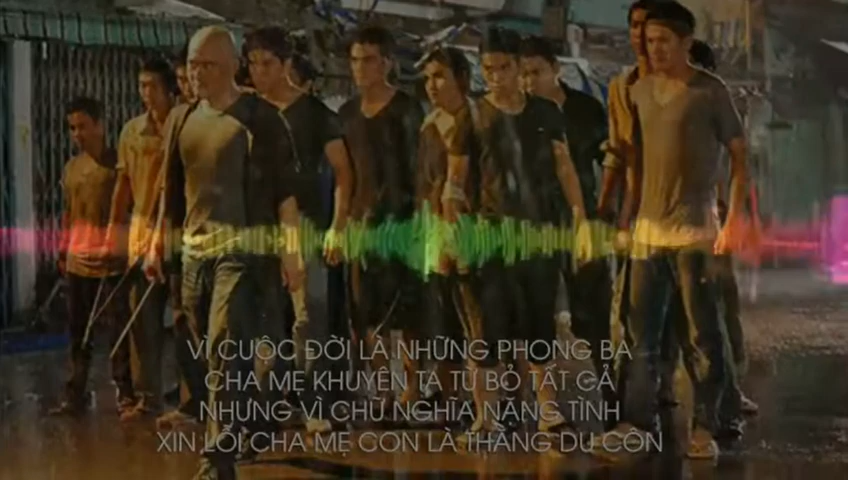 VÌ CUỘC ĐỜI LÀ NHỮNG PHONG BA
CHA MẸ KHUYÊN TA TỪ BỎ TẤT CẢ
NHƯNG VÌ CHỮ NGHĨA NẶNG TÌNH
XIN LỖI CHA MẸ CON LÀ THẰNG DU CÔN